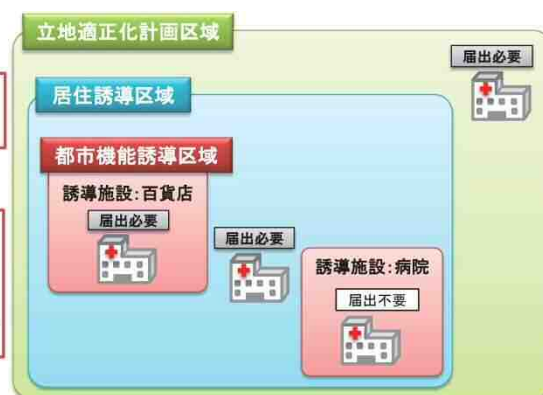 立地適正化計画区域
届出必要
居住誘導区域
都市機能誘導区域
誘導施設:百貨店
届出必要
届出必要
誘導施設:病院
届出不要